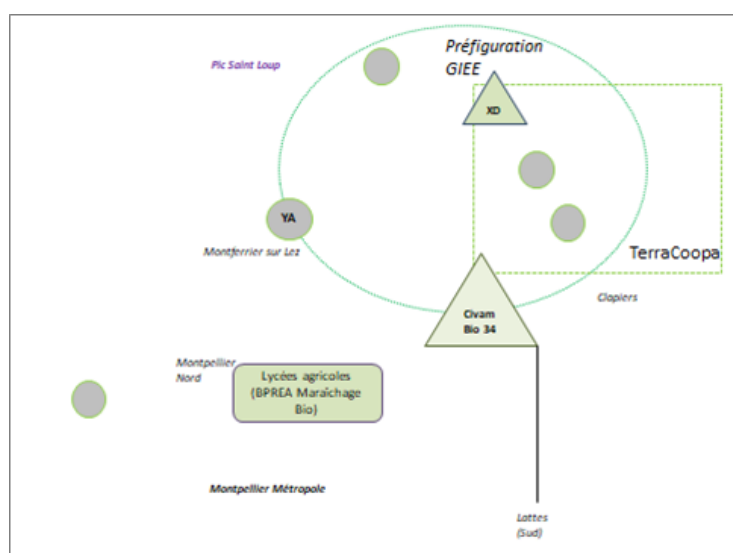 Préfiguration
GIEE
Pic Saint Loup
XD
YA
Montferrier sur Lez
TerraCoopa
Clapiers
Civam
Bio 34
Montpellier
Nord
Lycées agricoles
(BPREA Maraîchage
Bio)
Montpellier Métropole
Lattes
(Sud)